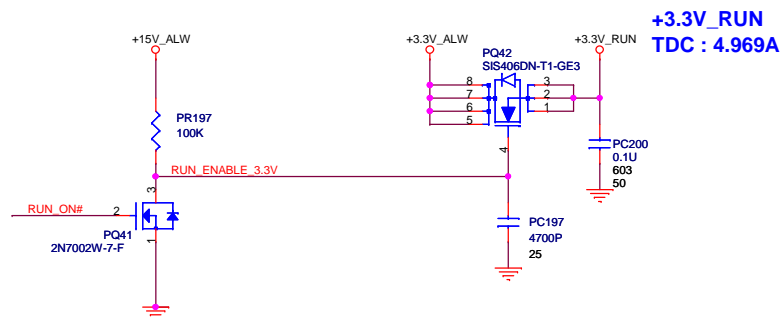 +3.3V_RUN
TDC : 4.969A
+15V_ALW
+3.3V_ALW
+3.3V_RUN
PQ42
SIS406DN-T1-GE3
8
7
6
5
3
2
1
4
PR197
100K
PC200
0.1U
603
50
RUN_ENABLE_3.3V
3
RUN_ON#
2
1
PQ41
2N7002W-7-F
PC197
4700P
25